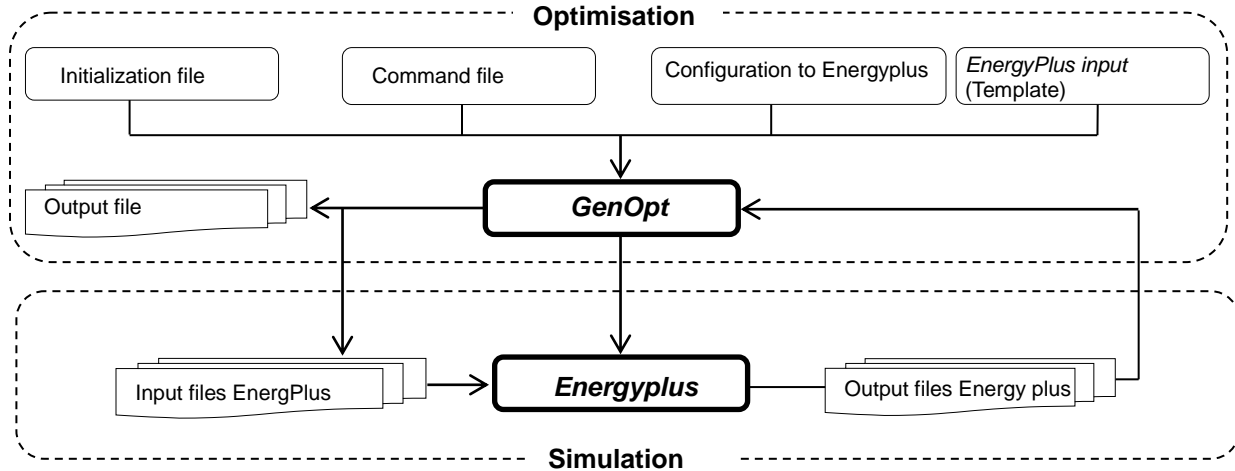 Optimisation
Initialization file
Command file
Configuration to Energyplus
EnergyPlus input
(Template)
Output file
GenOpt
Input files EnergPlus
Energyplus
Output files Energy plus
Simulation